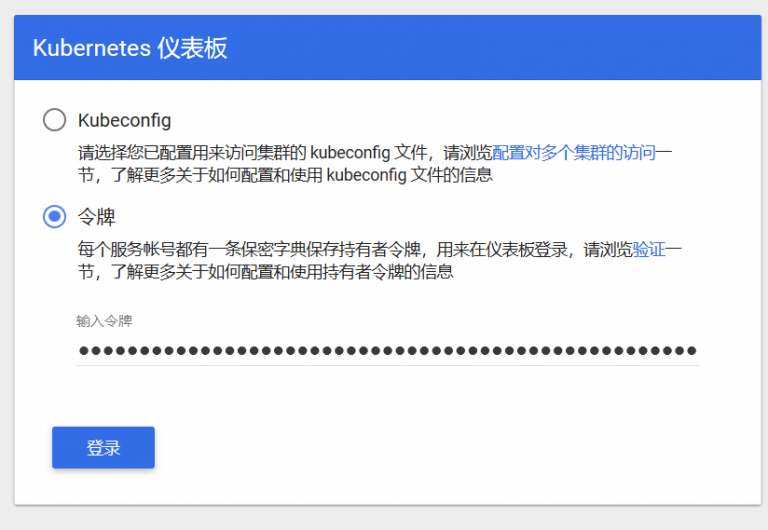 Kubernetes 仪表板
Kubeconfig
请选择您已配置用来访问集群的 kubeconfig 文件，请浏览配置对多个集群的访问一
节，了解更多关于如何配置和使用 kubeconfig 文件的信息
令牌
每个服务帐号都有一条保密字典保存持有者令牌，用来在仪表板登录，请浏览验证一
节，了解更多关于如何配置和使用持有者令牌的信息
输入令牌
登录